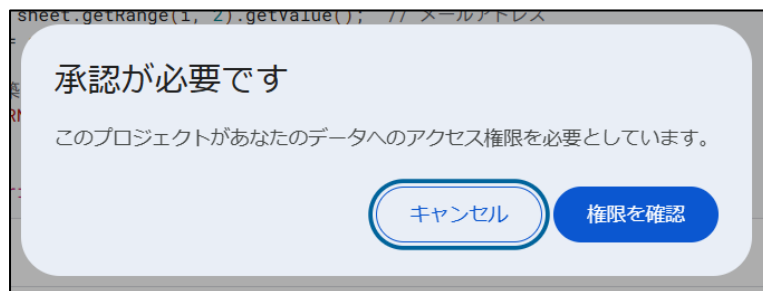 sheet.getRange(i, 2).getValue();  // メールアドレス
承認が必要です
このプロジェクトがあなたのデータへのアクセス権限を必要としています。
キャンセル
権限を確認